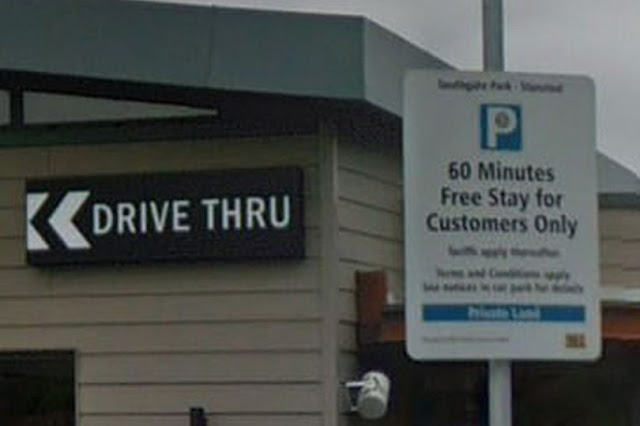 DRIVE THRU
Southgate Park - Stansted
P
60 Minutes
Free Stay for
Customers Only
Tariffs apply thereafter.
Terms and Conditions apply
See notices in car park for details
Private Land